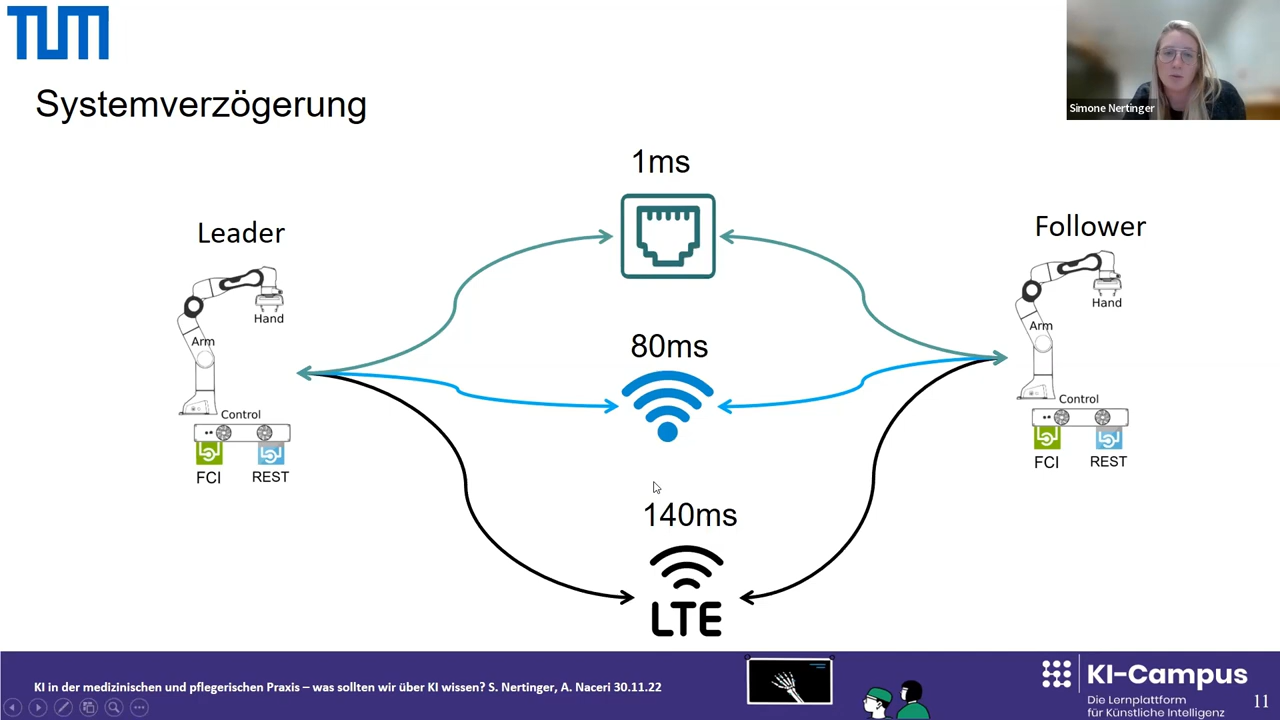 TUM
Simone Nertinger
Systemverzögerung
1ms
Leader
Follower
Hand
Hand
Arm
Arm
80ms
Control
Control
FCI
REST
FCI
REST
140ms
LTE
KI in der medizinischen und pflegerischen Praxis – was sollten wir über KI wissen? S. Nertinger, A. Naceri 30.11.22
KI-Campus
Die Lernplattform
für Künstliche Intelligenz
11